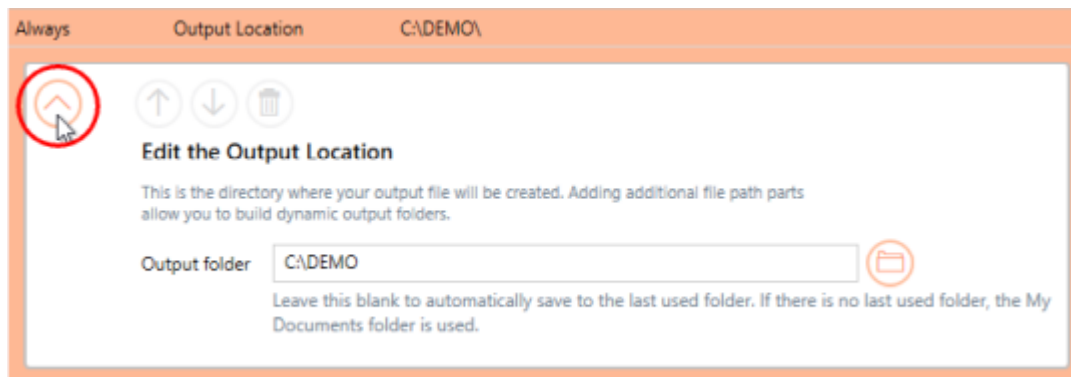 Always Output Location C:\DEMO\
Edit the Output Location
This is the directory where your output file will be created. Adding additional file path parts
allow you to build dynamic output folders.
Output folder C:\DEMO
Leave this blank to automatically save to the last used folder. If there is no last used folder, the My
Documents folder is used.